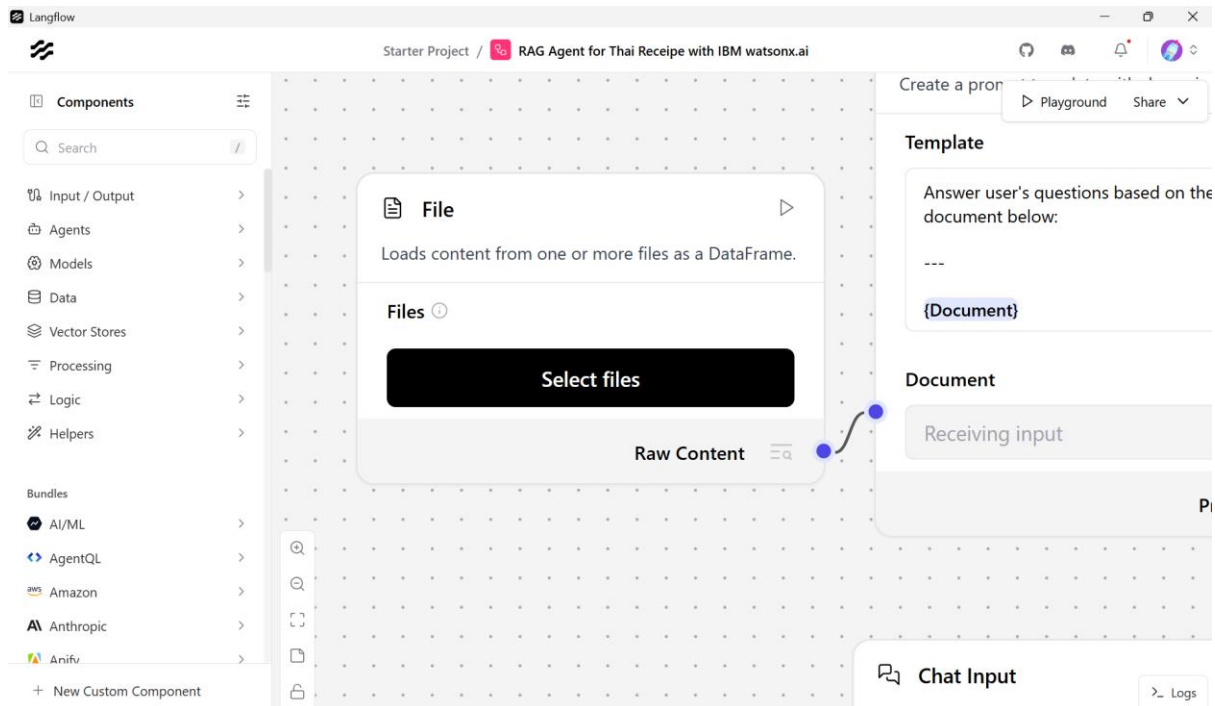 Langflow
Starter Project / RAG Agent for Thai Receipe with IBM watsonx.ai
Components
Search /
Input / Output
Agents
Models
Data
Vector Stores
Processing
Logic
Helpers
Bundles
AI/ML
AgentQL
aws Amazon
Anthropic
Apify
+ New Custom Component
File
Loads content from one or more files as a DataFrame.
Files
Select files
Raw Content
Playground
Share
Create a
Template
Answer user's questions based on the
document below:
---
{Document}
Document
Receiving input
Chat Input
Logs